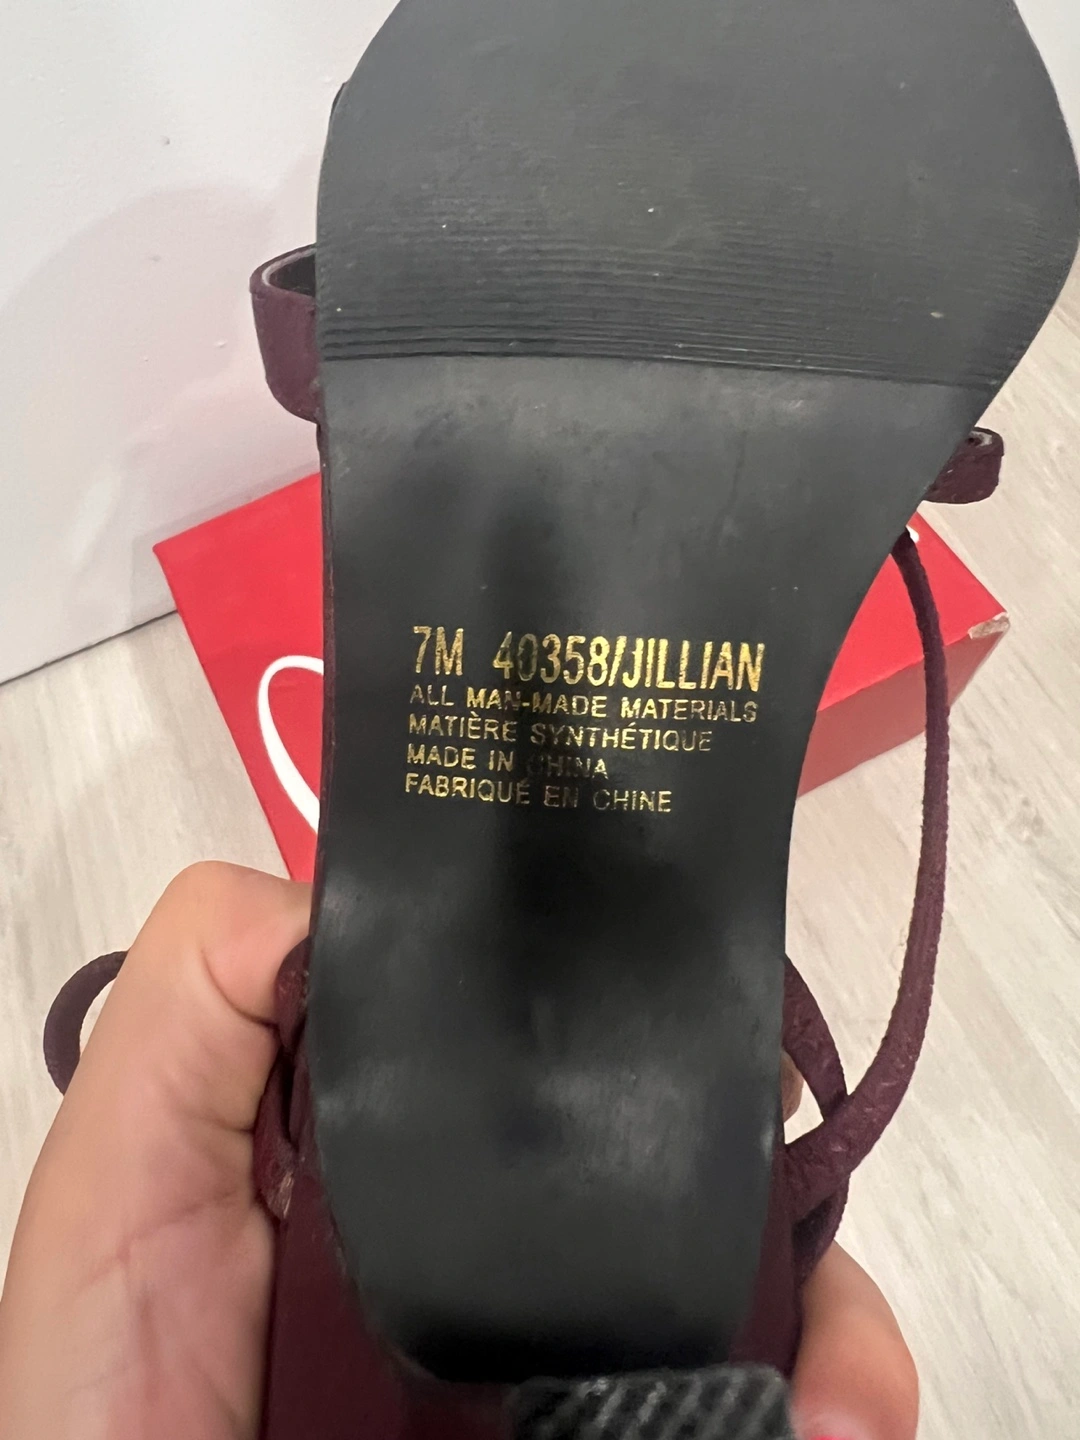 7M 40358/JILLIAN
ALL MAN-MADE MATERIALS
MATIÈRE SYNTHÉTIQUE
MADE IN CHINA
FABRIQUÉ EN CHINE